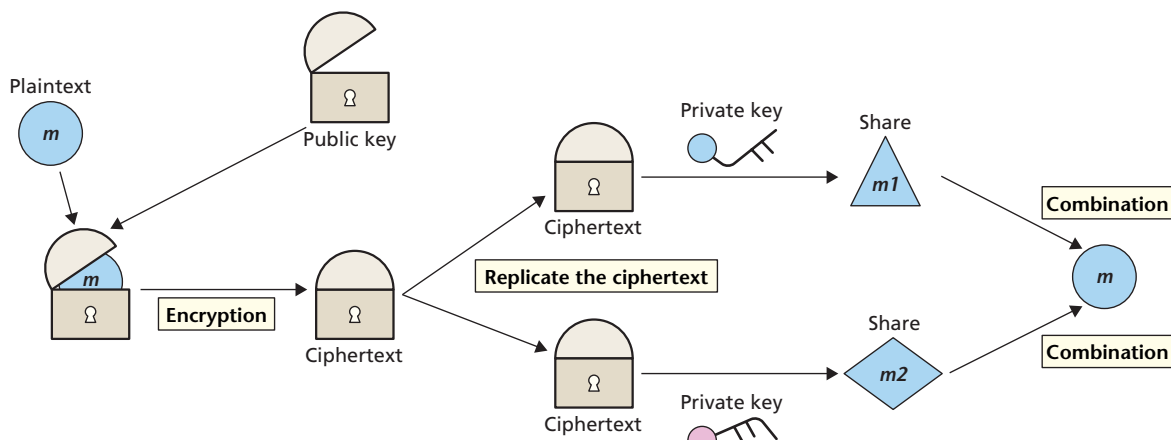 Plaintext
m
Public key
m
Encryption
Ciphertext
Replicate the ciphertext
Ciphertext
Private key
Share
m1
Combination
Ciphertext
Private key
Share
m2
Combination
m